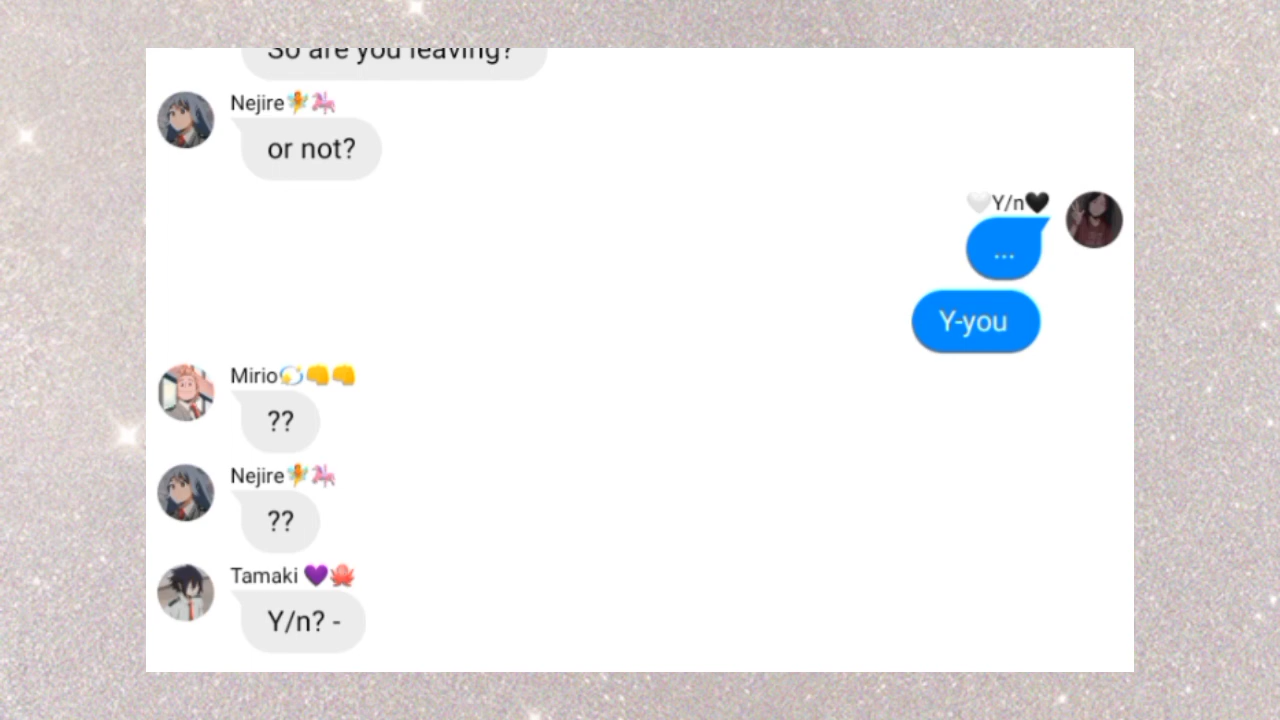 So are you leaving?
Nejire🧚🎠
or not?
🤍Y/n🖤
...
Y-you
Mirio💫👊👊
??
Nejire🧚🎠
??
Tamaki 💜🐙
Y/n? -